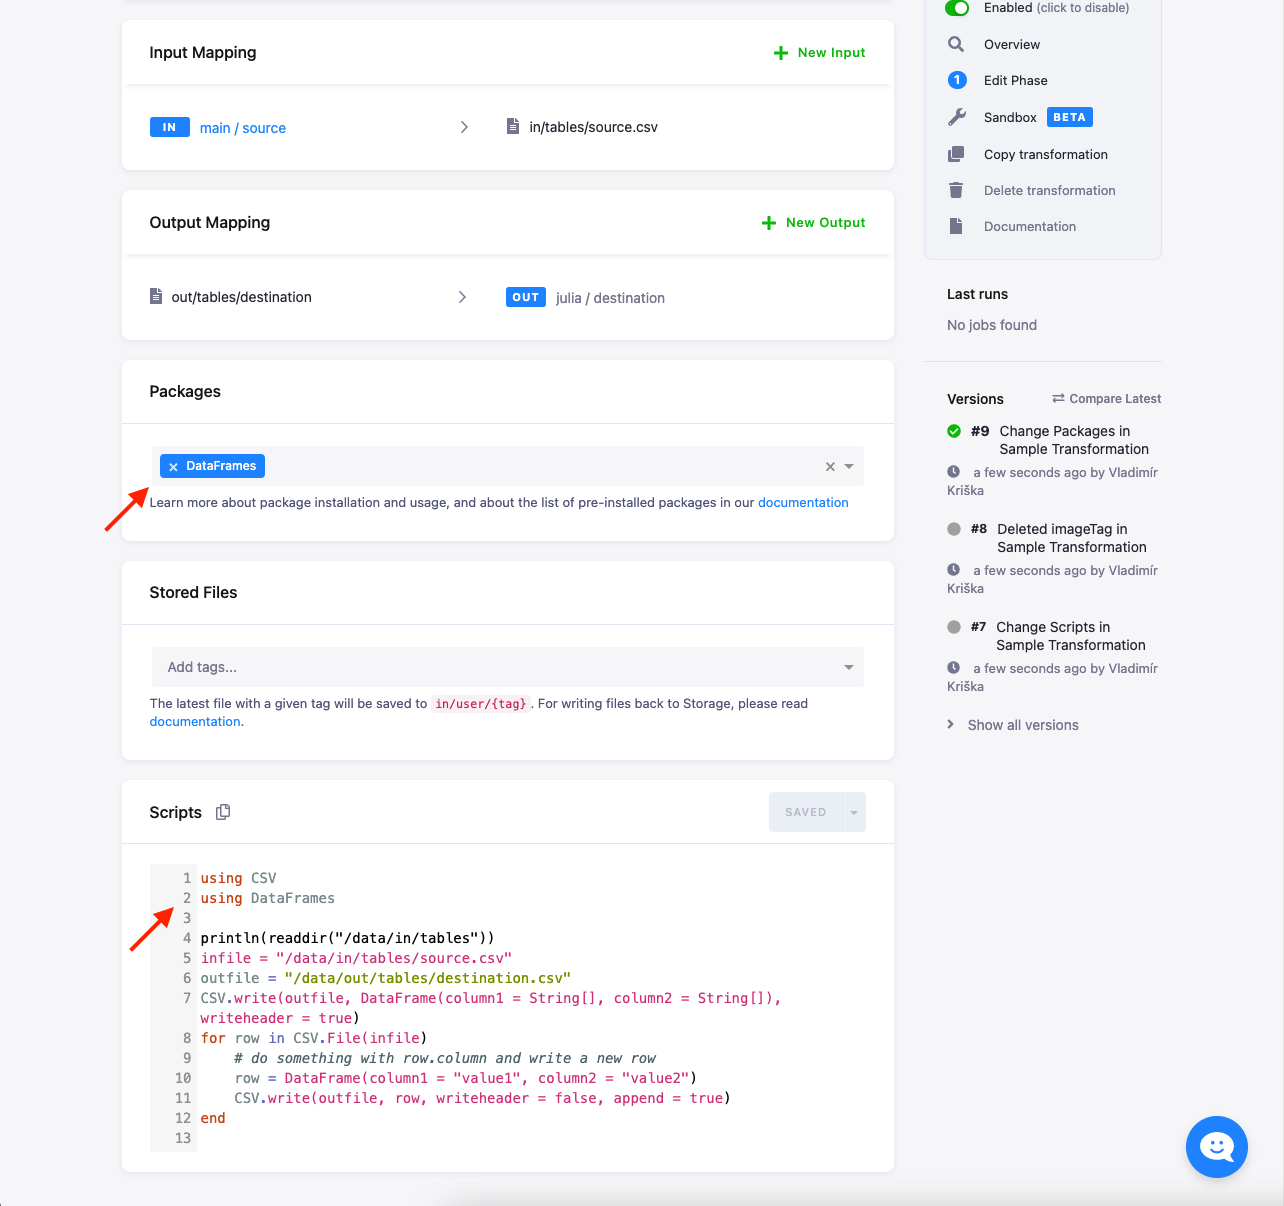 Input Mapping
New Input
IN main / source
in/tables/source.csv
Output Mapping
New Output
out/tables/destination
OUT julia / destination
Packages
× DataFrames
Learn more about package installation and usage, and about the list of pre-installed packages in our documentation
Stored Files
Add tags...
The latest file with a given tag will be saved to in/user/{tag} . For writing files back to Storage, please read
documentation.
Scripts
SAVED
1 using CSV
2 using DataFrames
3
4 println(readdir("/data/in/tables"))
5 infile = "/data/in/tables/source.csv"
6 outfile = "/data/out/tables/destination.csv"
7 CSV.write(outfile, DataFrame(column1 = String[], column2 = String[]),
writeheader = true)
8 for row in CSV.File(infile)
9     # do something with row.column and write a new row
10     row = DataFrame(column1 = "value1", column2 = "value2")
11     CSV.write(outfile, row, writeheader = false, append = true)
12 end
13
Enabled (click to disable)
Overview
1 Edit Phase
Sandbox BETA
Copy transformation
Delete transformation
Documentation
Last runs
No jobs found
Versions
Compare Latest
#9 Change Packages in
Sample Transformation
a few seconds ago by Vladimír
Kriška
#8 Deleted imageTag in
Sample Transformation
a few seconds ago by Vladimír
Kriška
#7 Change Scripts in
Sample Transformation
a few seconds ago by Vladimír
Kriška
Show all versions